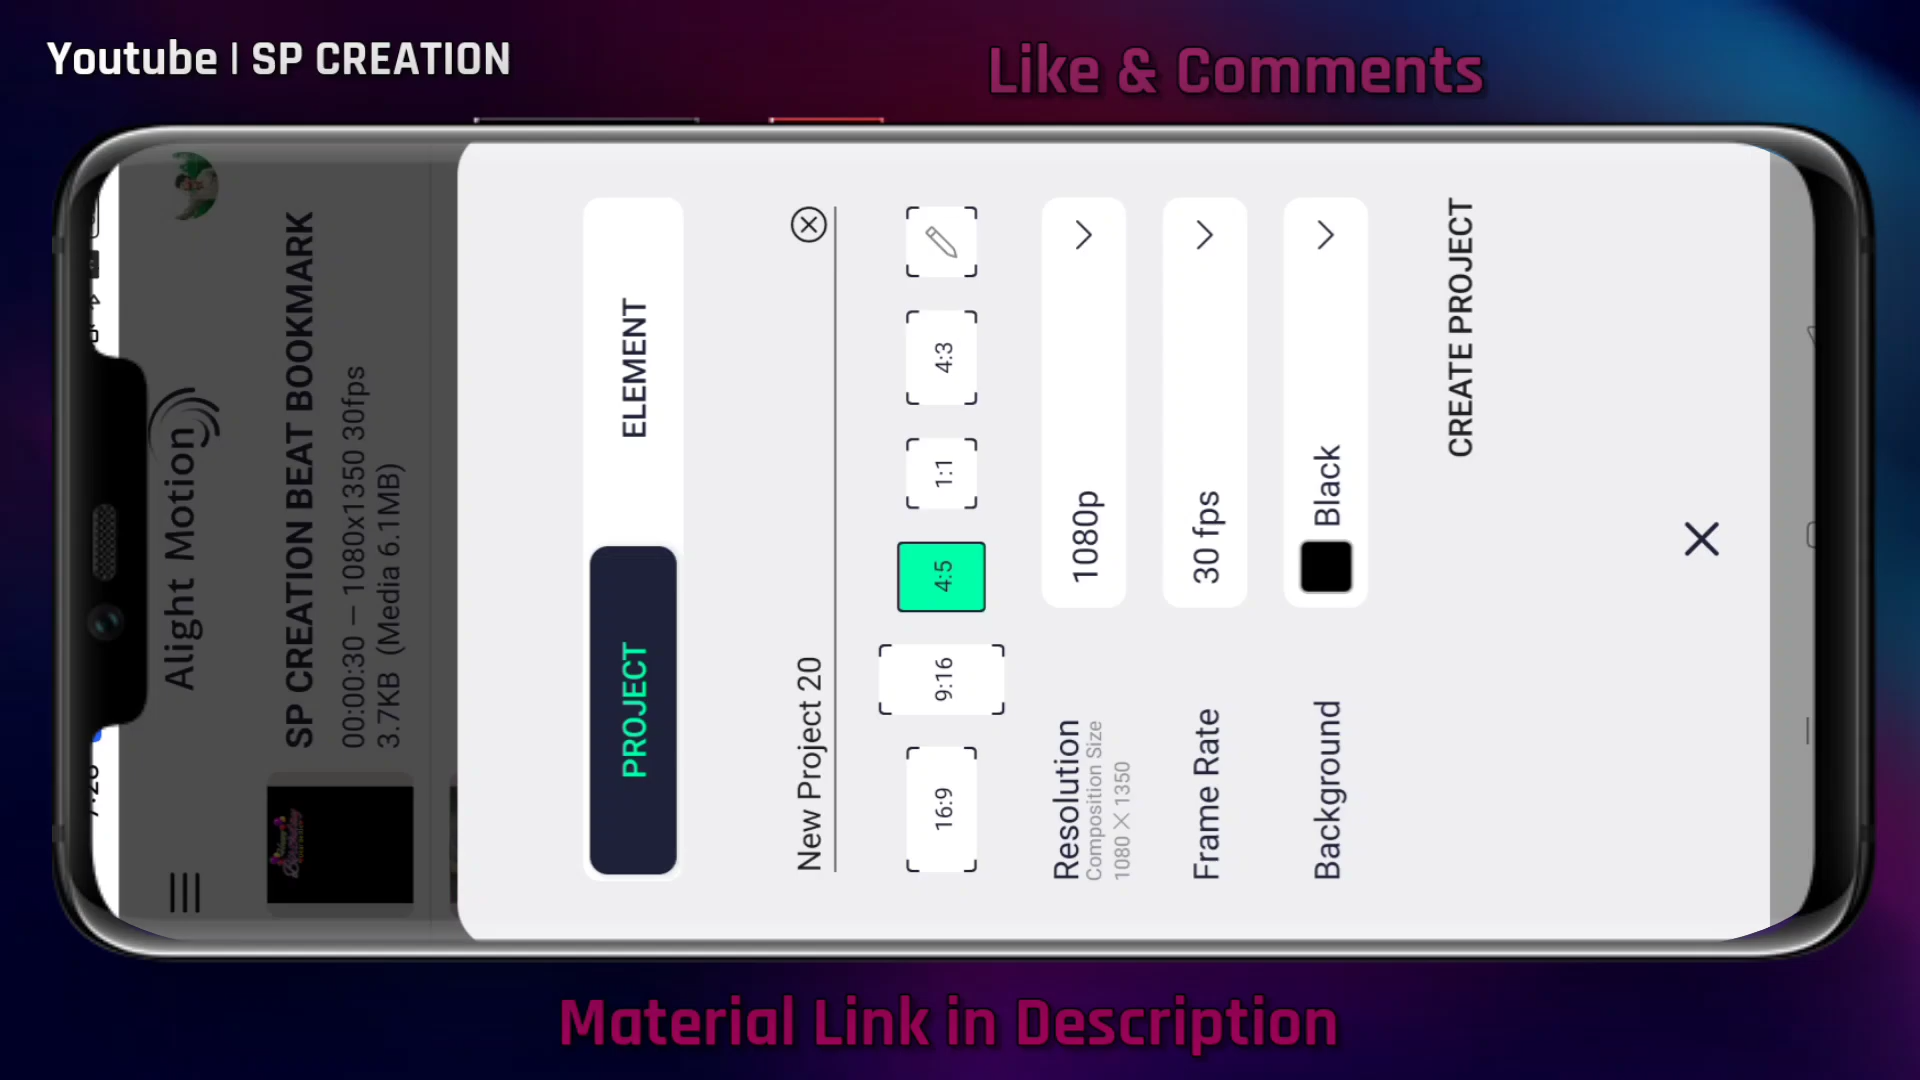 Youtube | SP CREATION
Like & Comments
Alight Motion
SP CREATION BEAT BOOKMARK
00:00:30 – 1080x1350 30fps
3.7KB (Media 6.1MB)
PROJECT
ELEMENT
New Project 20
16:9
9:16
4:5
1:1
4:3
Resolution
Composition Size
1080 X 1350
1080p
Frame Rate
30 fps
Background
Black
CREATE PROJECT
Material Link in Description